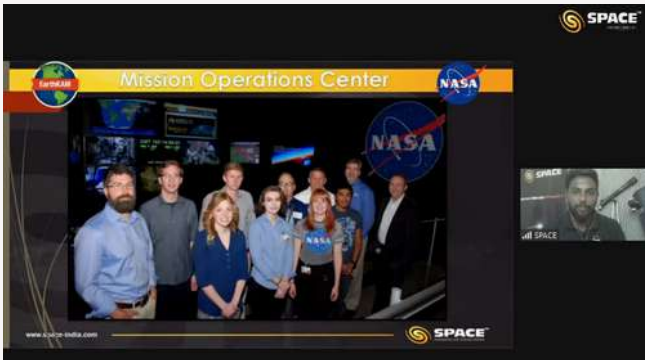 SPACE
EarthKAM
Mission Operations Center
NASA
NASA
NASA
SPACE
SPACE
www.space-india.com
SPACE